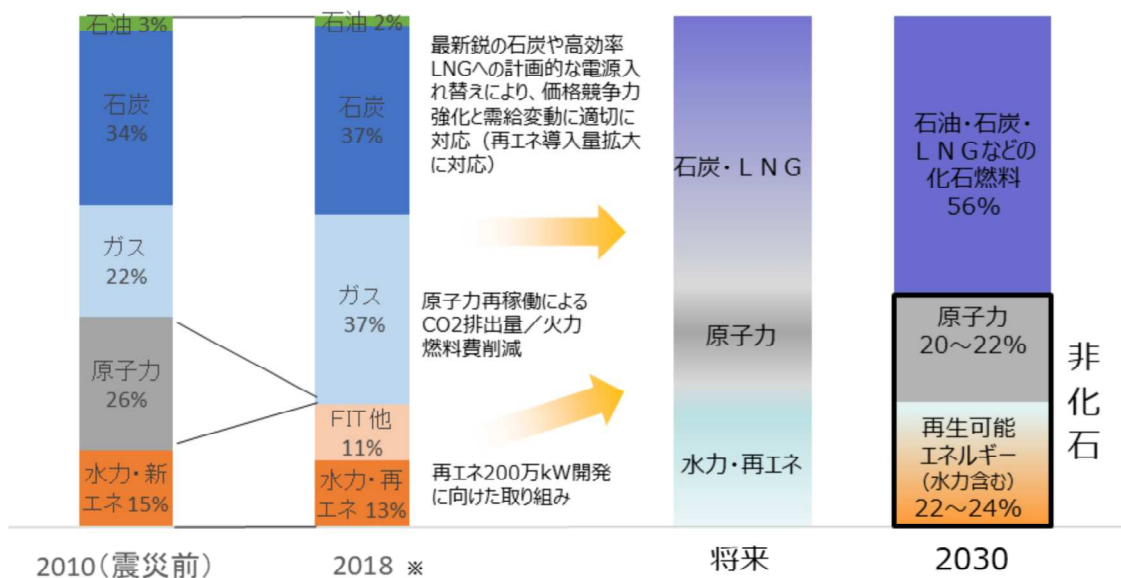 石油 3%
石炭
34%
ガス
22%
原子力
26%
水力・新
エネ 15%
2010(震災前)
石油 2%
石炭
37%
ガス
37%
FIT他
11%
水力・再
エネ 13%
2018 ※
最新鋭の石炭や高効率
LNGへの計画的な電源入
れ替えにより、価格競争力
強化と需給変動に適切に
対応（再エネ導入量拡大
に対応）
原子力再稼働による
CO2排出量／火力
燃料費削減
再エネ200万kW開発
に向けた取り組み
石炭・ＬＮＧ
原子力
水力・再エネ
将来
石油・石炭・
ＬＮＧなどの
化石燃料
56%
原子力
20～22%
再生可能
エネルギー
（水力含む）
22～24%
2030
非化石